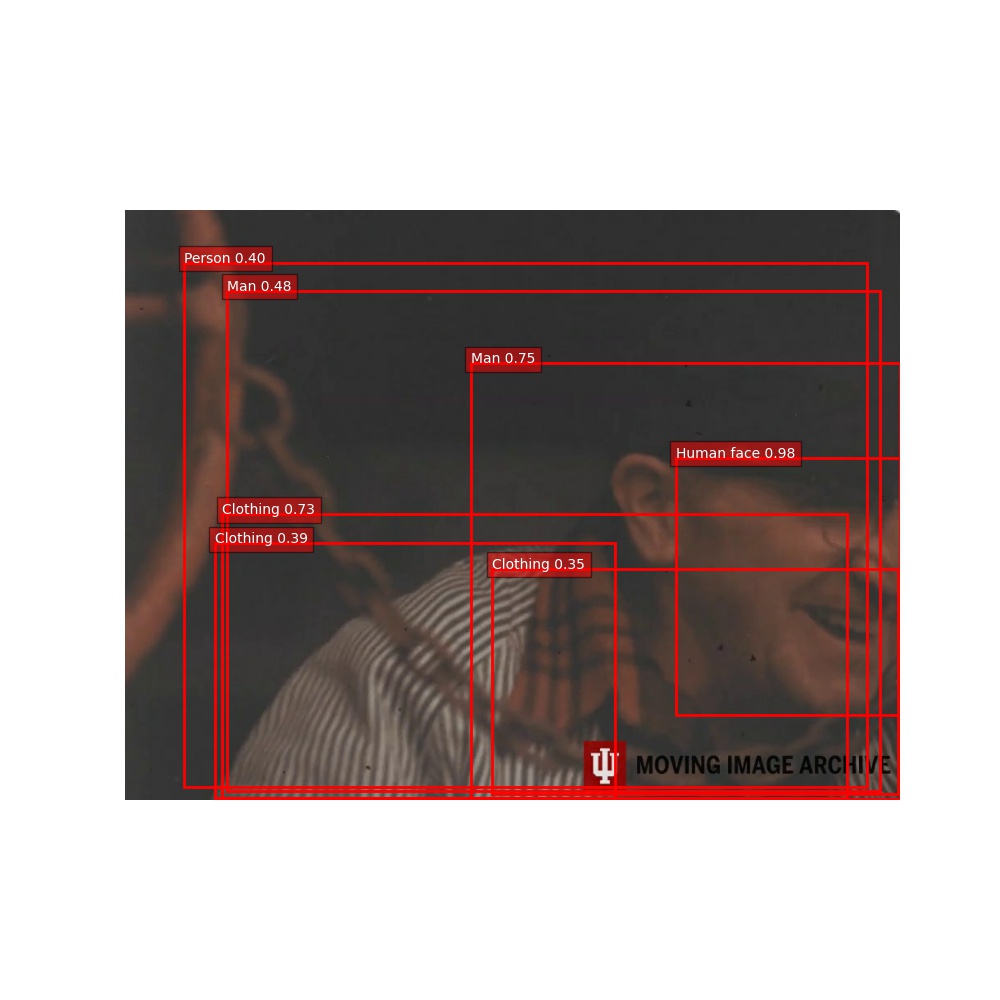 Person 0.40
Man 0.48
Man 0.75
Human face 0.98
Clothing 0.73
Clothing 0.39
Clothing 0.35
MOVING IMAGE ARCHIVE